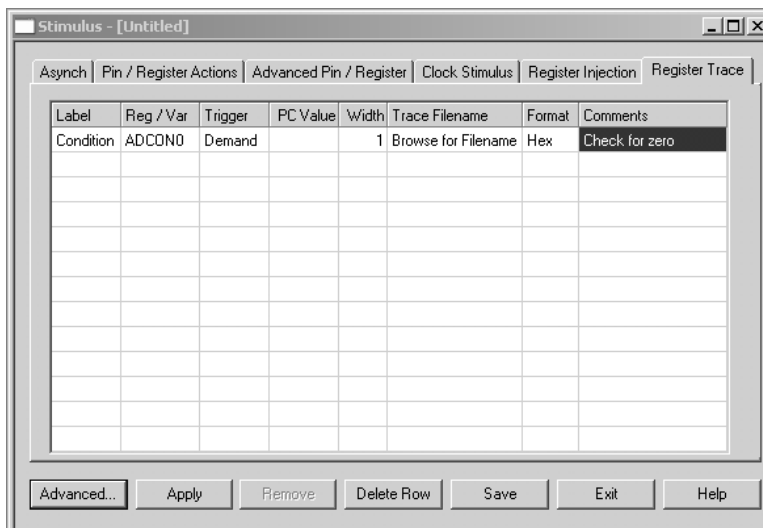 Stimulus - [Untitled]
Asynch Pin / Register Actions Advanced Pin / Register Clock Stimulus Register Injection Register Trace
Label Reg / Var Trigger PC Value Width Trace Filename Format Comments
Condition ADCON0 Demand 1 Browse for Filename Hex Check for zero
Advanced... Apply Remove Delete Row Save Exit Help